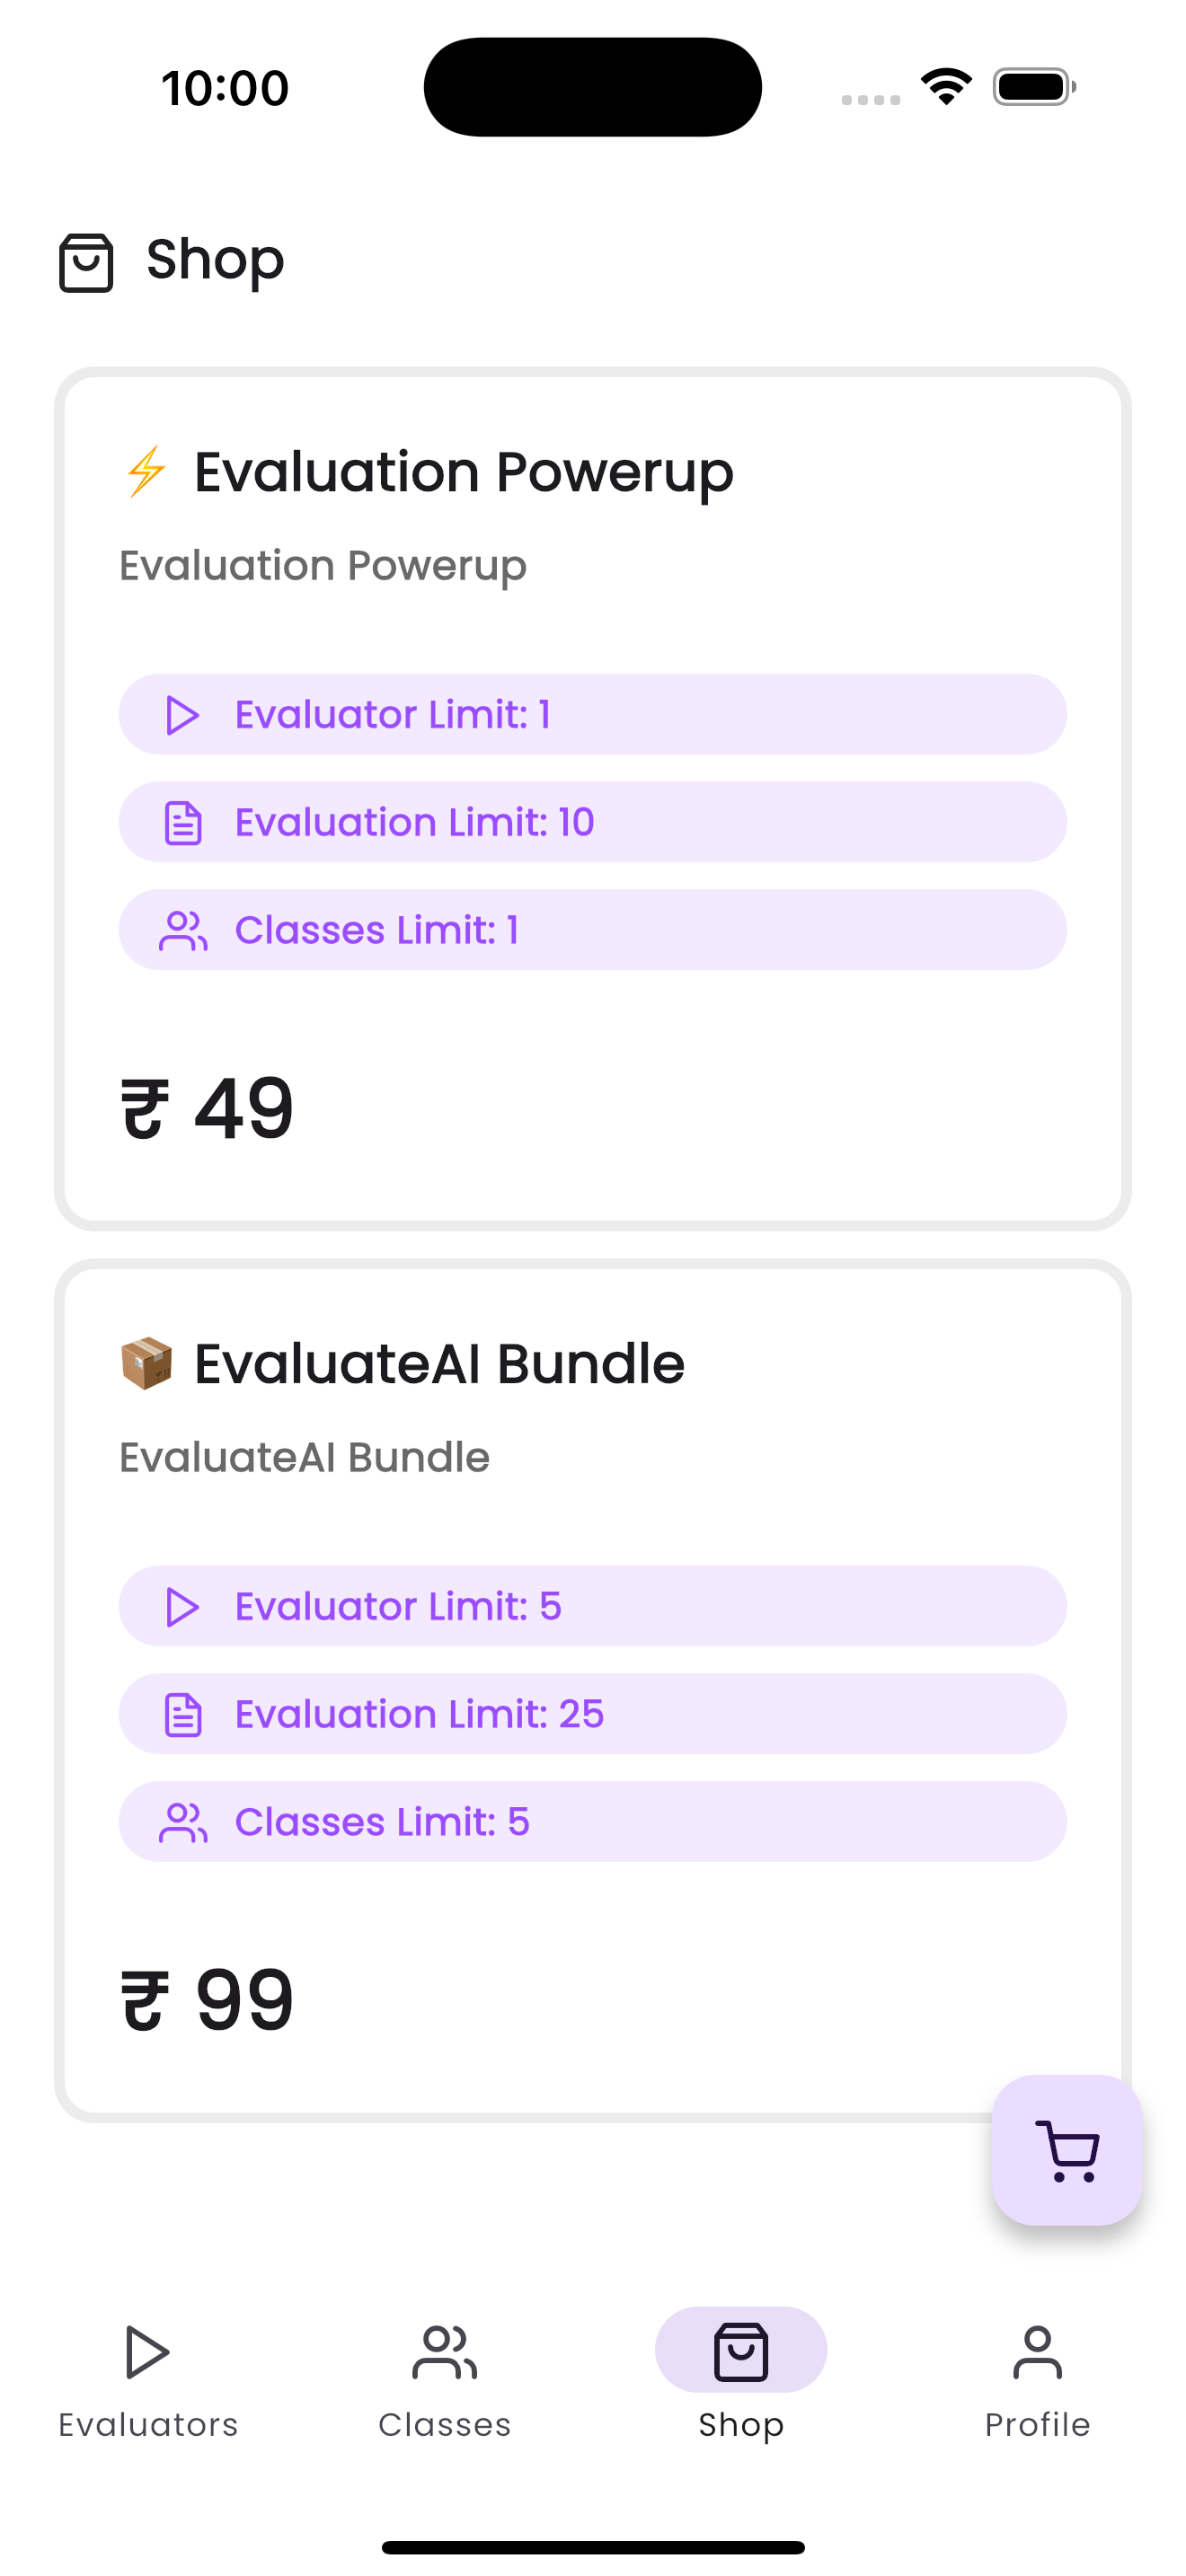 10:00
Shop
⚡ Evaluation Powerup
Evaluation Powerup
Evaluator Limit: 1
Evaluation Limit: 10
Classes Limit: 1
₹ 49
📦 EvaluateAI Bundle
EvaluateAI Bundle
Evaluator Limit: 5
Evaluation Limit: 25
Classes Limit: 5
₹ 99
Evaluators Classes Shop Profile